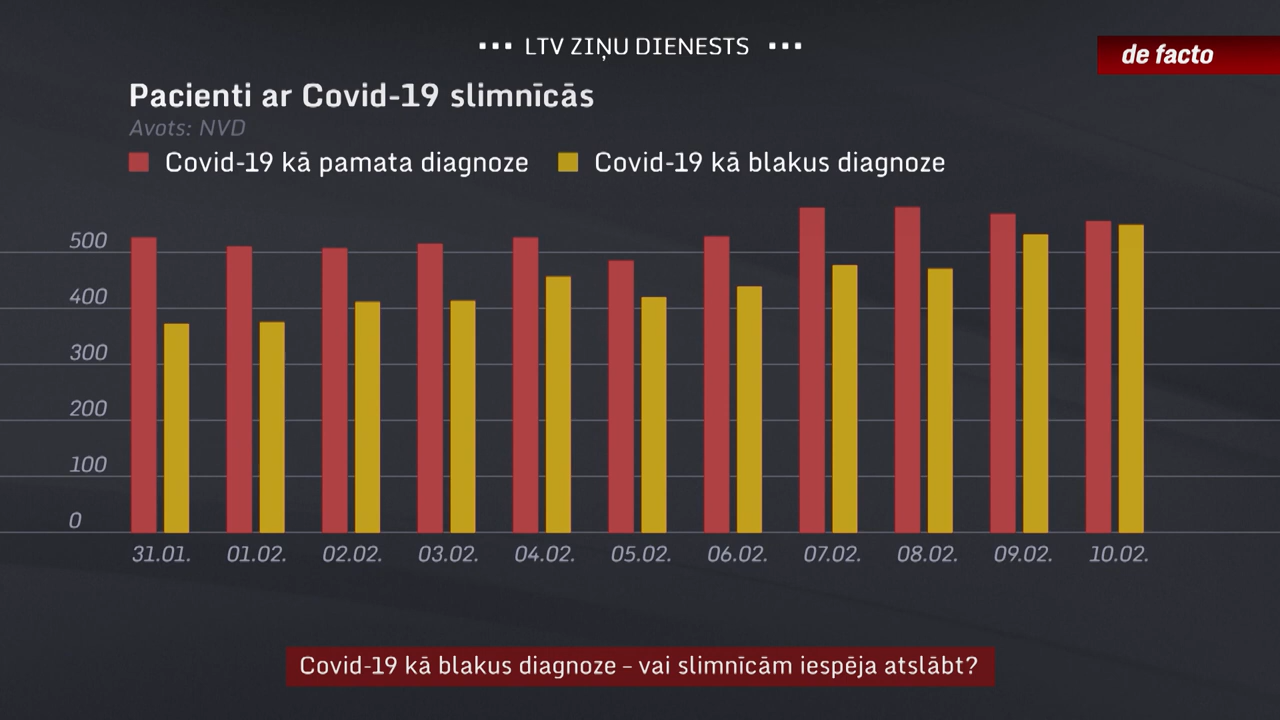 LTV ZIŅU DIENESTS
de facto
Pacienti ar Covid-19 slimnīcās
Avots: NVD
Covid-19 kā pamata diagnoze
Covid-19 kā blakus diagnoze
500
400
300
200
100
0
31.01. 01.02. 02.02. 03.02. 04.02. 05.02. 06.02. 07.02. 08.02. 09.02. 10.02.
Covid-19 kā blakus diagnoze – vai slimnīcām iespēja atslābt?